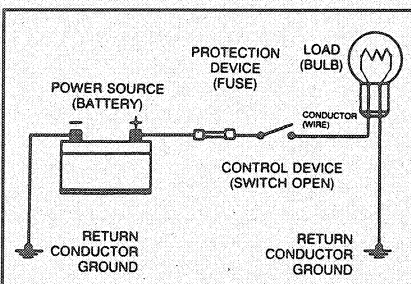 PROTECTION
DEVICE
(FUSE)
LOAD
(BULB)
POWER SOURCE
(BATTERY)
- +
CONDUCTOR
(WIRE)
CONTROL DEVICE
(SWITCH OPEN)
RETURN
CONDUCTOR
GROUND
RETURN
CONDUCTOR
GROUND